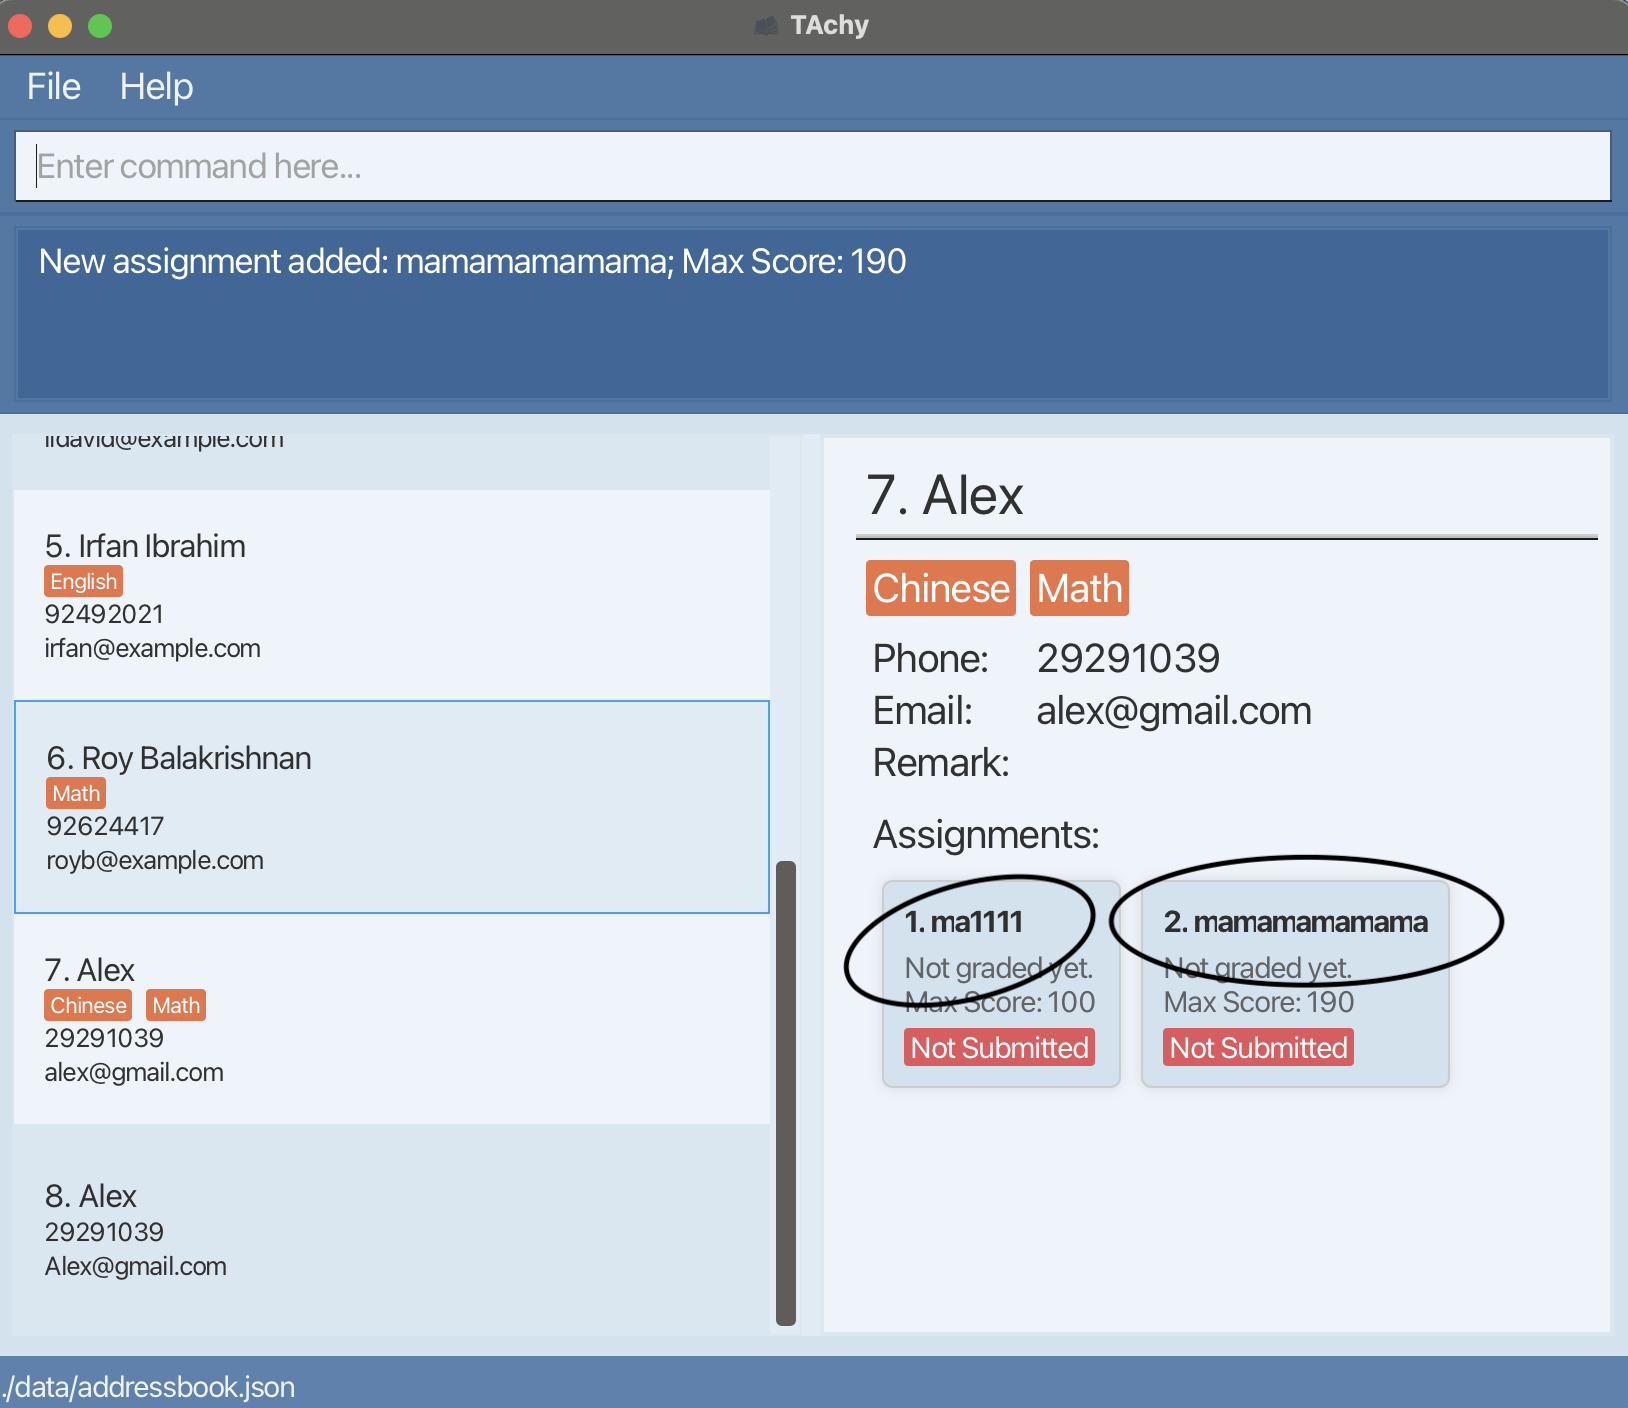 TAchy
File Help
Enter command here...
New assignment added: mamamamamama; Max Score: 190
lidavid@example.com
5. Irfan Ibrahim
English
92492021
irfan@example.com
6. Roy Balakrishnan
Math
92624417
royb@example.com
7. Alex
Chinese Math
29291039
alex@gmail.com
8. Alex
29291039
Alex@gmail.com
7. Alex
Chinese Math
Phone: 29291039
Email: alex@gmail.com
Remark:
Assignments:
1. ma1111
Not graded yet.
Max Score: 100
Not Submitted
2. mamamamamama
Not graded yet.
Max Score: 190
Not Submitted
./data/addressbook.json